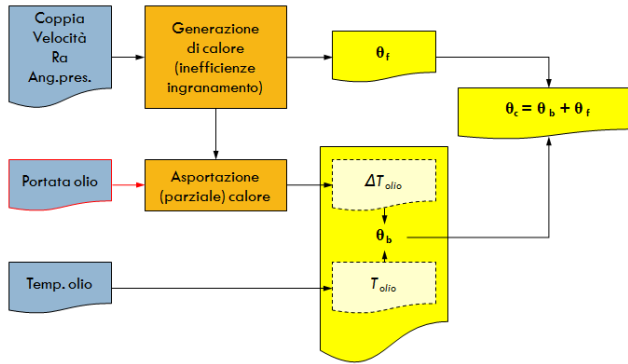 Coppia
Velocità
Ra
Ang.pres.
Generazione
di calore
(inefficienze
ingranamento)
θf
θc = θb + θf
Portata olio
Asportazione
(parziale) calore
ΔTolio
θb
Temp. olio
Tolio